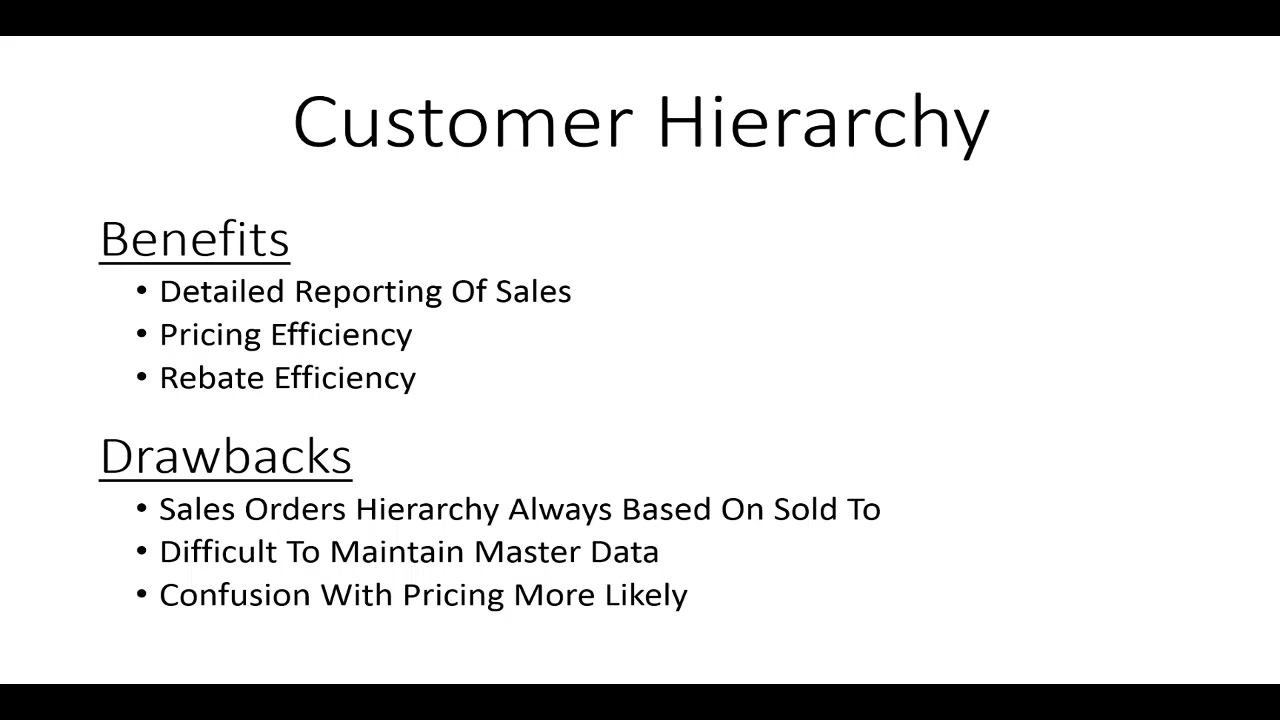 Customer Hierarchy
Benefits
• Detailed Reporting Of Sales
• Pricing Efficiency
• Rebate Efficiency
Drawbacks
• Sales Orders Hierarchy Always Based On Sold To
• Difficult To Maintain Master Data
• Confusion With Pricing More Likely